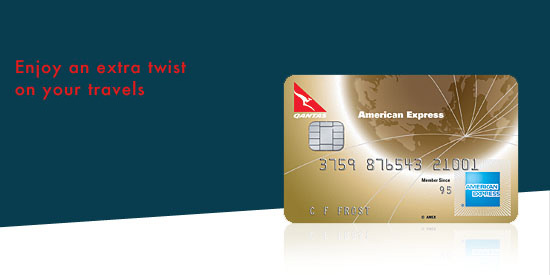 Enjoy an extra twist
on your travels
QANTAS
American Express
3759 876543 21001
Member Since
95
AMERICAN
EXPRESS
C F FROST
© AMEX